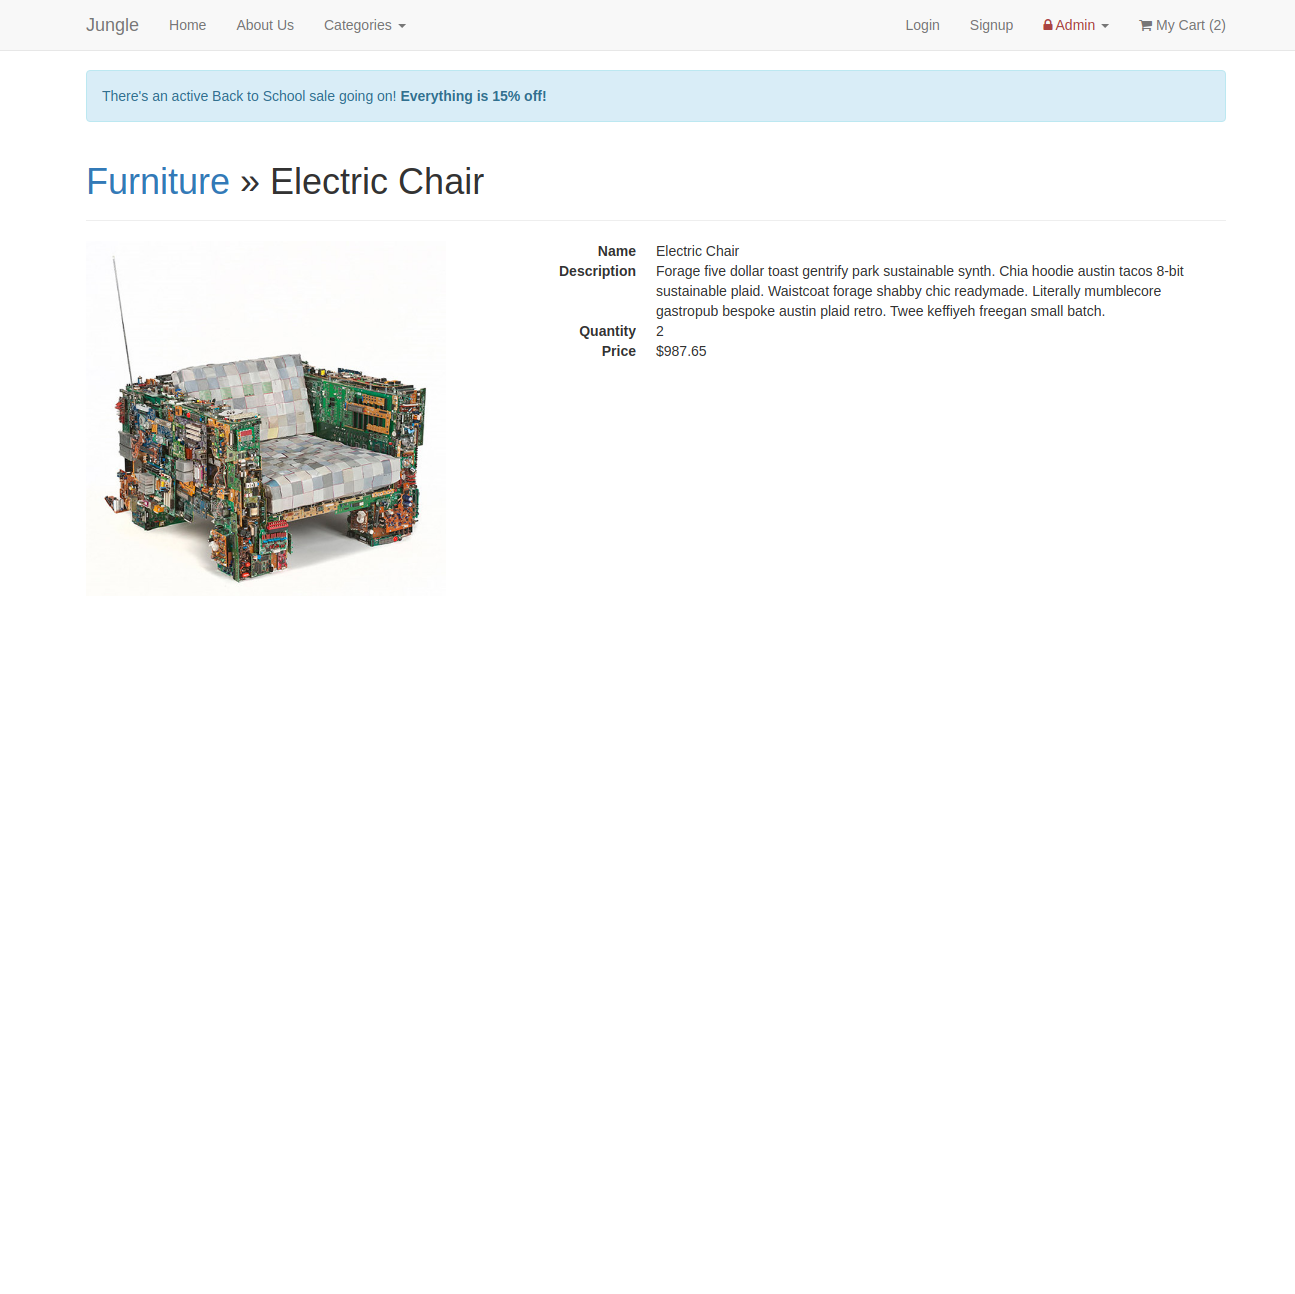 Jungle Home About Us Categories Login Signup Admin My Cart (2)
There's an active Back to School sale going on! Everything is 15% off!
Furniture » Electric Chair
Name Electric Chair
Description Forage five dollar toast gentrify park sustainable synth. Chia hoodie austin tacos 8-bit
sustainable plaid. Waistcoat forage shabby chic readymade. Literally mumblecore
gastropub bespoke austin plaid retro. Twee keffiyeh freegan small batch.
Quantity 2
Price $987.65